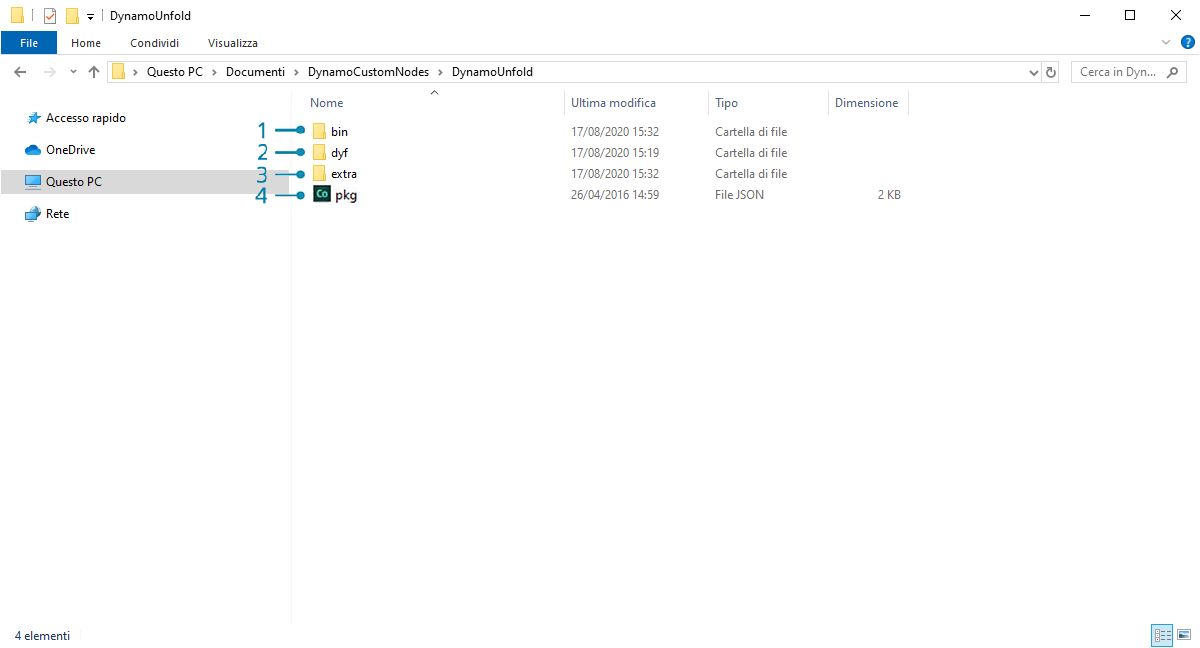 DynamoUnfold
File Home Condividi Visualizza ?
Questo PC › Documenti › DynamoCustomNodes › DynamoUnfold Cerca in Dyn...
Nome Ultima modifica Tipo Dimensione
Accesso rapido
OneDrive
Questo PC
Rete
1 bin 17/08/2020 15:32 Cartella di file
2 dyf 17/08/2020 15:19 Cartella di file
3 extra 17/08/2020 15:32 Cartella di file
4 Co pkg 26/04/2016 14:59 File JSON 2 KB
4 elementi